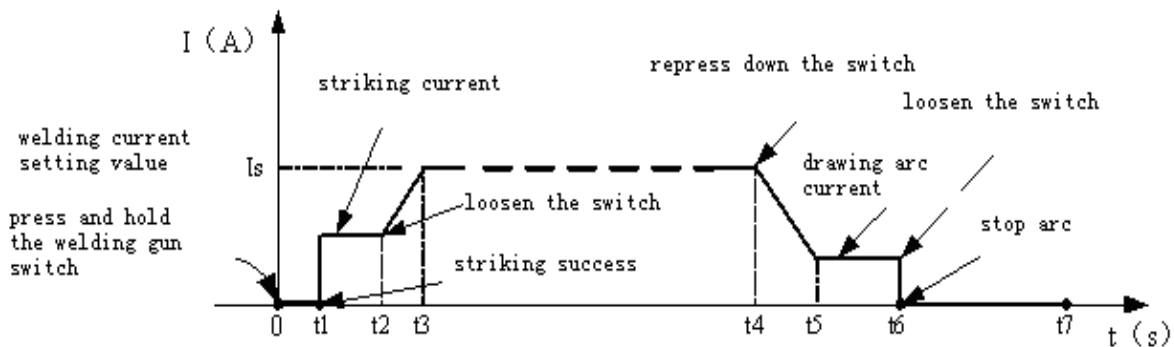 I (A)
striking current
repress down the switch
loosen the switch
welding current
setting value
Is
drawing arc
current
press and hold
the welding gun
switch
loosen the switch
stop arc
striking success
0 t1 t2 t3 t4 t5 t6 t7
t (s)